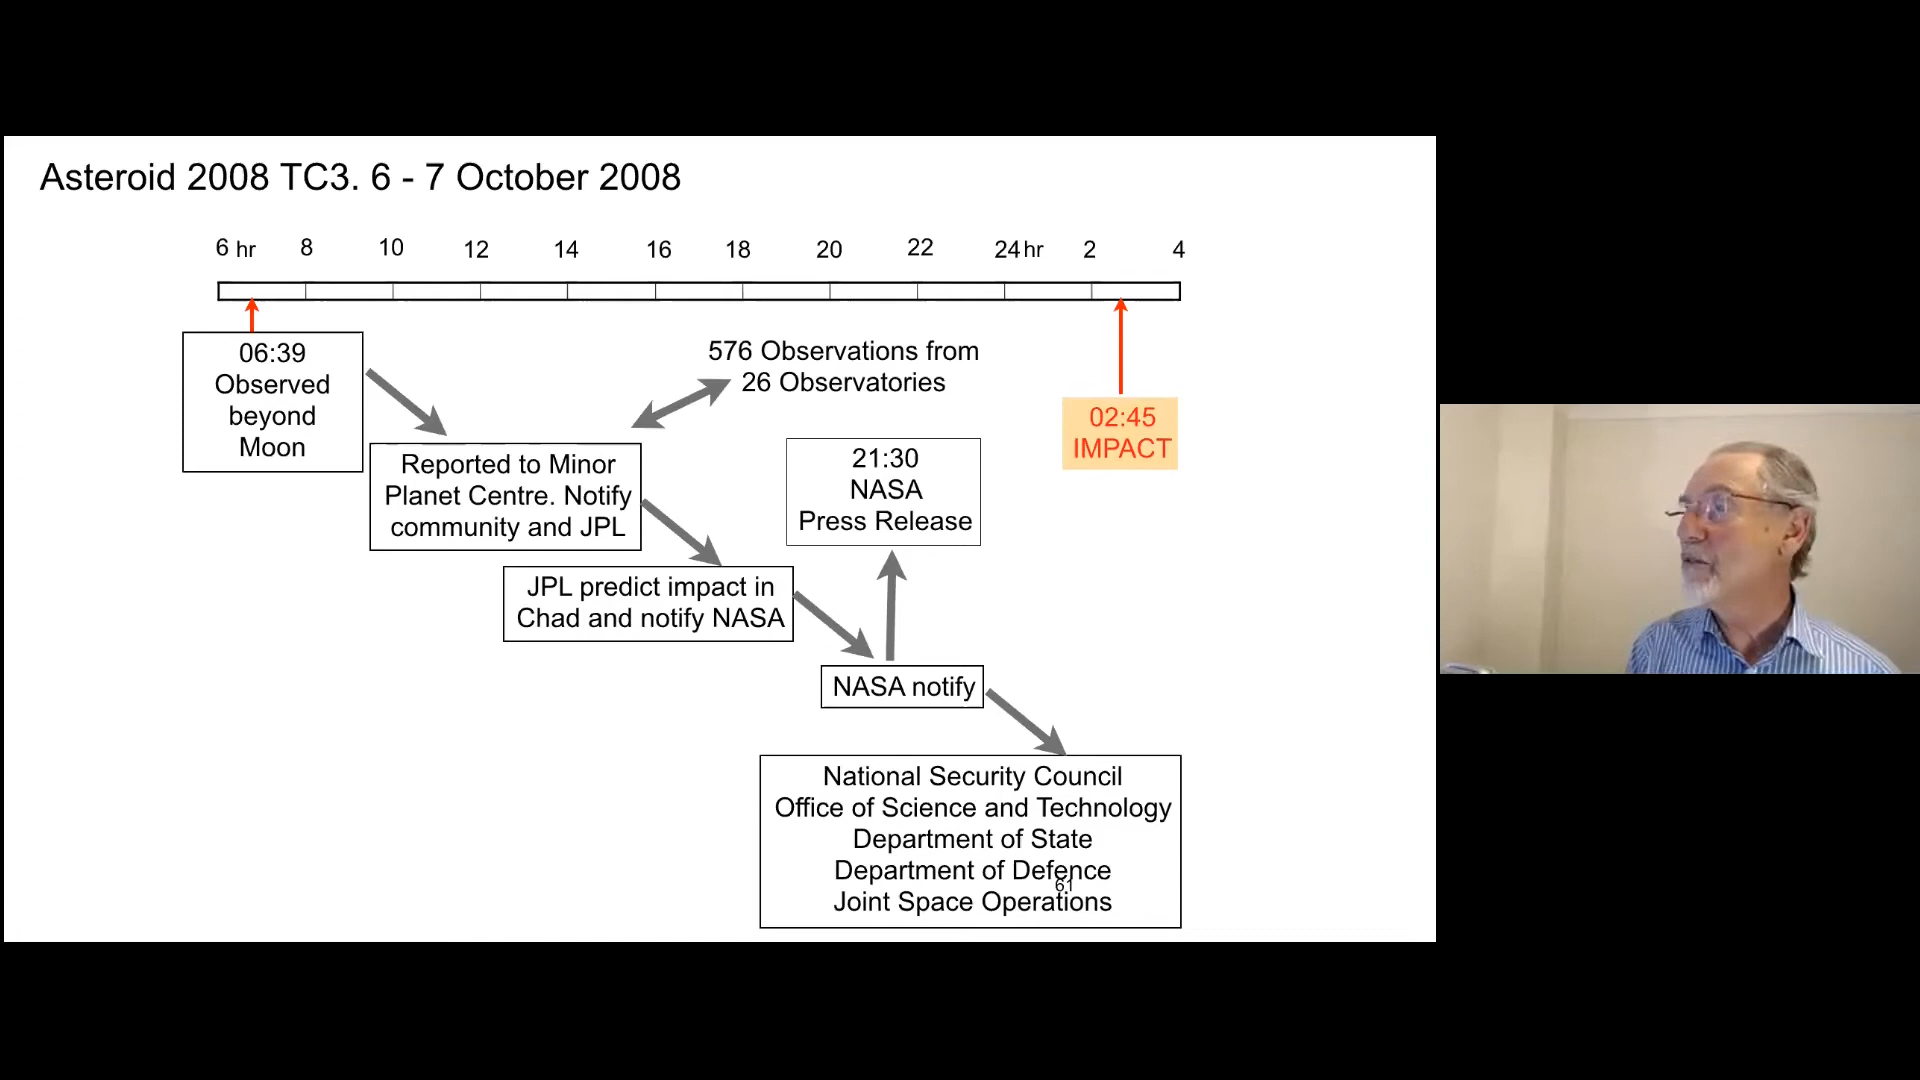 Asteroid 2008 TC3. 6 - 7 October 2008
6 hr 8 10 12 14 16 18 20 22 24hr 2 4
06:39
Observed
beyond
Moon
576 Observations from
26 Observatories
02:45
IMPACT
Reported to Minor
Planet Centre. Notify
community and JPL
21:30
NASA
Press Release
JPL predict impact in
Chad and notify NASA
NASA notify
National Security Council
Office of Science and Technology
Department of State
Department of Defence
61
Joint Space Operations